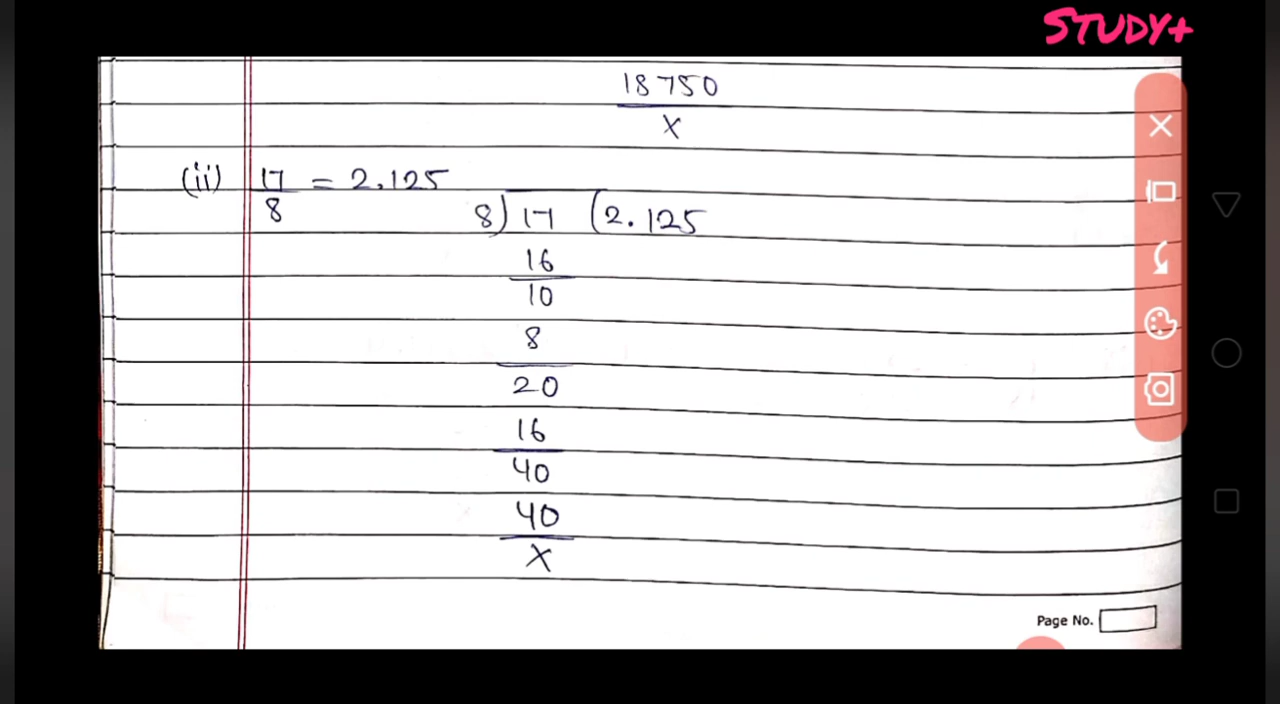 STUDY+
18750
X
(ii) 17/8 = 2.125
8) 17 (2.125
16
10
8
20
16
40
40
X
Page No.